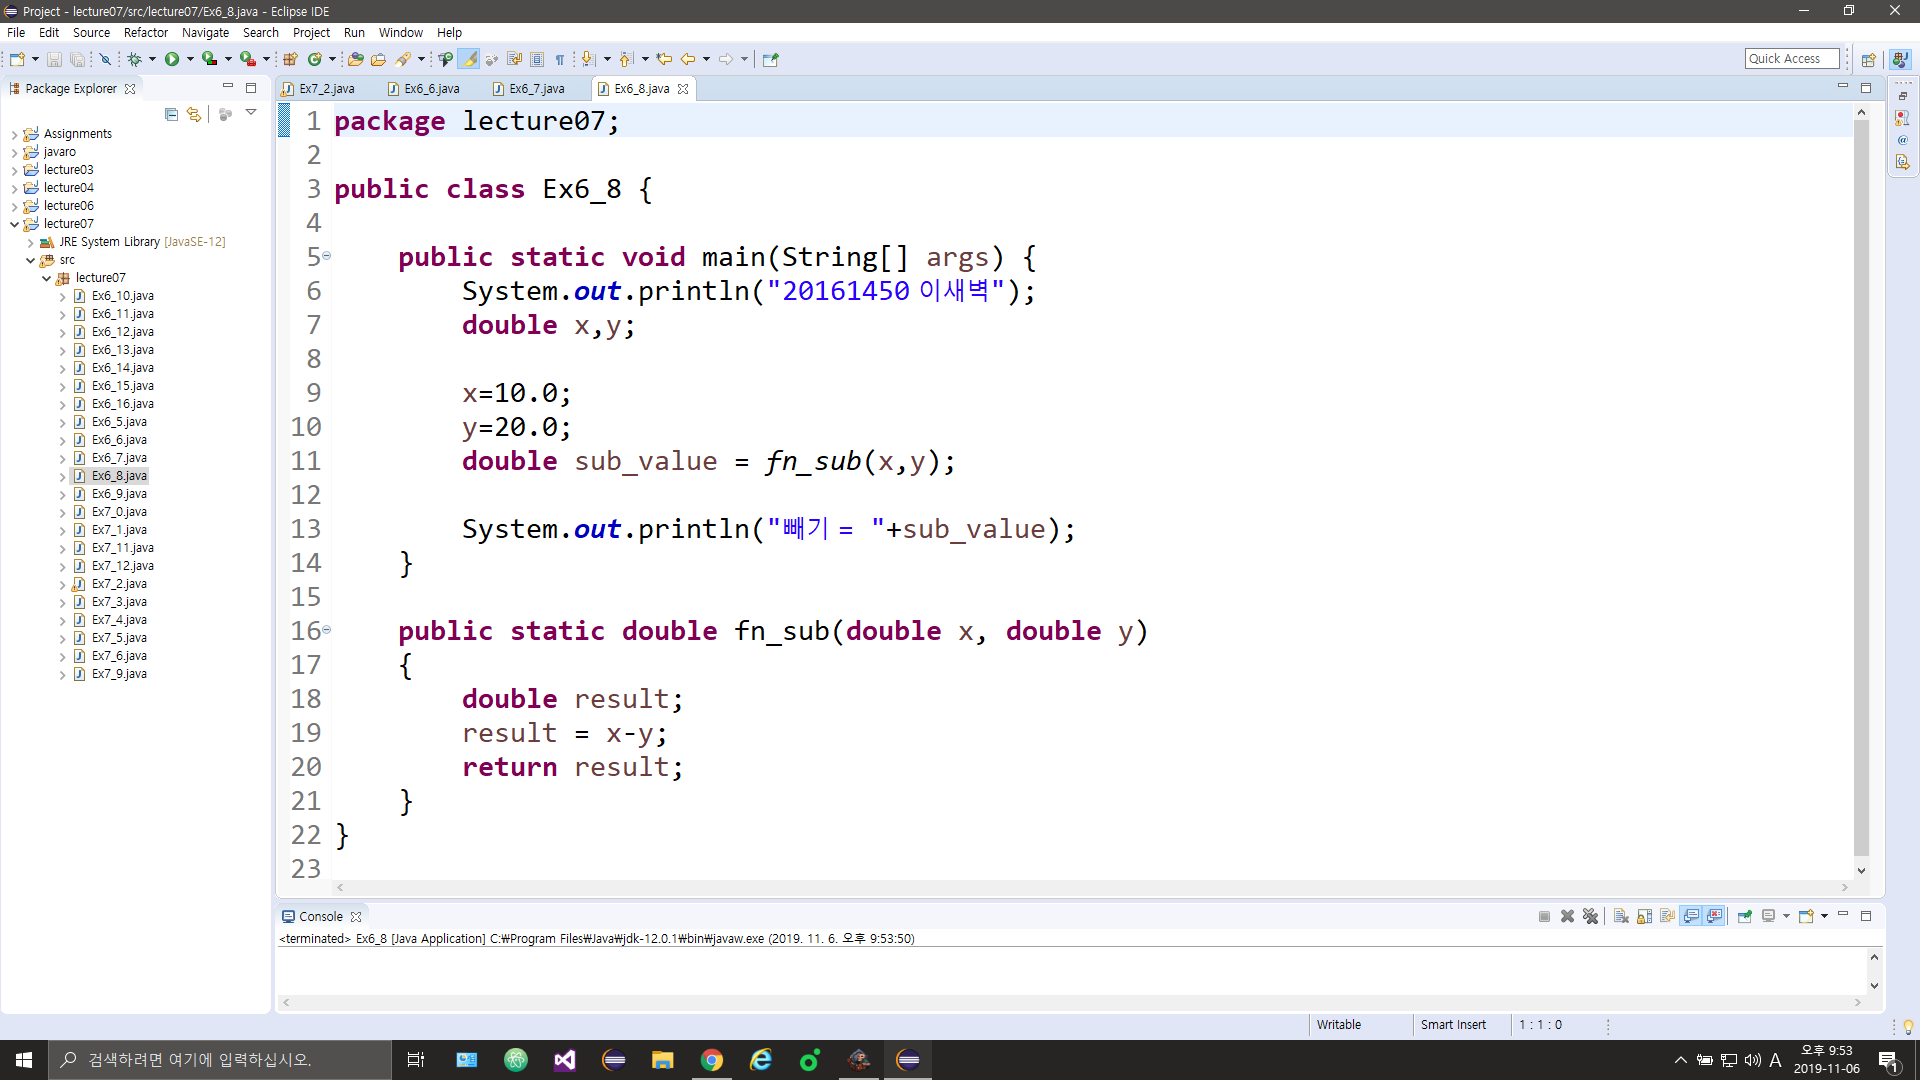 Project - lecture07/src/lecture07/Ex6_8.java - Eclipse IDE
File Edit Source Refactor Navigate Search Project Run Window Help
Quick Access
Package Explorer
Ex7_2.java Ex6_6.java Ex6_7.java Ex6_8.java
Assignments
javaro
lecture03
lecture04
lecture06
lecture07
JRE System Library [JavaSE-12]
src
lecture07
Ex6_10.java
Ex6_11.java
Ex6_12.java
Ex6_13.java
Ex6_14.java
Ex6_15.java
Ex6_16.java
Ex6_5.java
Ex6_6.java
Ex6_7.java
Ex6_8.java
Ex6_9.java
Ex7_0.java
Ex7_1.java
Ex7_11.java
Ex7_12.java
Ex7_2.java
Ex7_3.java
Ex7_4.java
Ex7_5.java
Ex7_6.java
Ex7_9.java
1 package lecture07;
2
3 public class Ex6_8 {
4
5 public static void main(String[] args) {
6 System.out.println("20161450 이새벽");
7 double x,y;
8
9 x=10.0;
10 y=20.0;
11 double sub_value = fn_sub(x,y);
12
13 System.out.println("빼기 = "+sub_value);
14 }
15
16 public static double fn_sub(double x, double y)
17 {
18 double result;
19 result = x-y;
20 return result;
21 }
22 }
23
Console
<terminated> Ex6_8 [Java Application] C:₩Program Files₩Java₩jdk-12.0.1₩bin₩javaw.exe (2019. 11. 6. 오후 9:53:50)
Writable Smart Insert 1 : 1 : 0
검색하려면 여기에 입력하십시오.
A
오후 9:53
2019-11-06
1